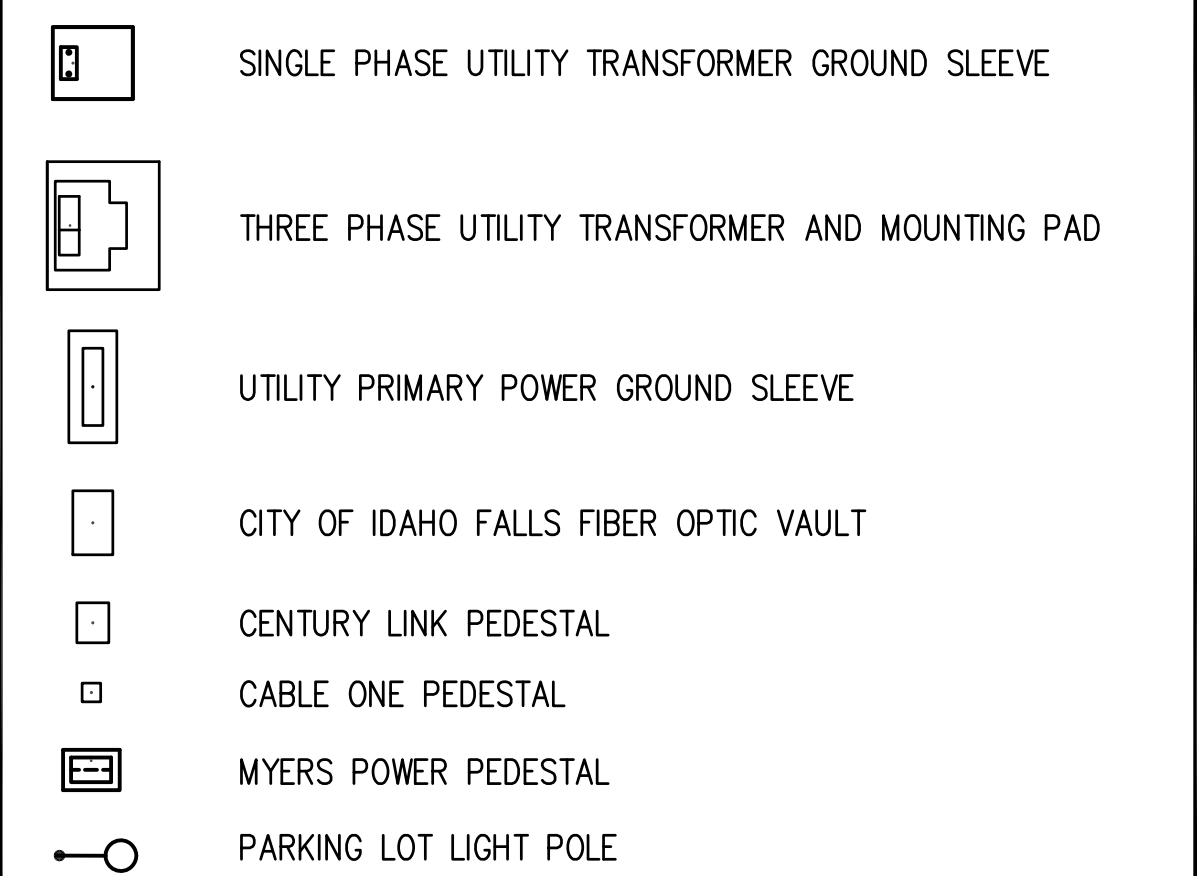 SINGLE PHASE UTILITY TRANSFORMER GROUND SLEEVE
THREE PHASE UTILITY TRANSFORMER AND MOUNTING PAD
UTILITY PRIMARY POWER GROUND SLEEVE
CITY OF IDAHO FALLS FIBER OPTIC VAULT
CENTURY LINK PEDESTAL
CABLE ONE PEDESTAL
MYERS POWER PEDESTAL
PARKING LOT LIGHT POLE